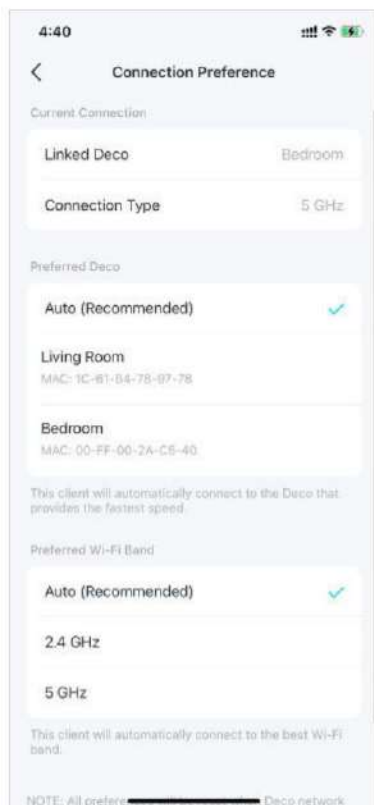 4:40
Connection Preference
Current Connection
Linked Deco Bedroom
Connection Type 5 GHz
Preferred Deco
Auto (Recommended)
Living Room
MAC: 1C-61-B4-78-97-78
Bedroom
MAC: 00-FF-00-2A-C5-40
This client will automatically connect to the Deco that
provides the fastest speed.
Preferred Wi-Fi Band
Auto (Recommended)
2.4 GHz
5 GHz
This client will automatically connect to the best Wi-Fi
band.
NOTE: All Deco network